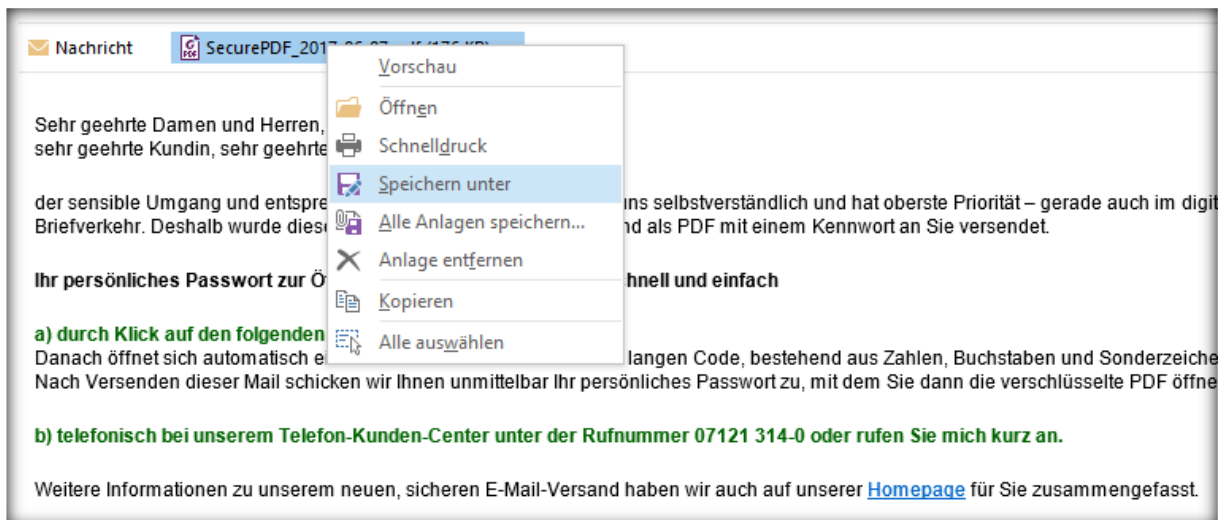 Nachricht SecurePDF_2017
Vorschau
Öffnen
Schnelldruck
Speichern unter
Alle Anlagen speichern...
Anlage entfernen
Kopieren
Alle auswählen
Sehr geehrte Damen und Herren,
sehr geehrte Kundin, sehr geehrte
der sensible Umgang und entspre uns selbstverständlich und hat oberste Priorität – gerade auch im digit
Briefverkehr. Deshalb wurde diese nd als PDF mit einem Kennwort an Sie versendet.
Ihr persönliches Passwort zur Ö hnell und einfach
a) durch Klick auf den folgenden
Danach öffnet sich automatisch ei langen Code, bestehend aus Zahlen, Buchstaben und Sonderzeiche
Nach Versenden dieser Mail schicken wir Ihnen unmittelbar Ihr persönliches Passwort zu, mit dem Sie dann die verschlüsselte PDF öffne
b) telefonisch bei unserem Telefon-Kunden-Center unter der Rufnummer 07121 314-0 oder rufen Sie mich kurz an.
Weitere Informationen zu unserem neuen, sicheren E-Mail-Versand haben wir auch auf unserer Homepage für Sie zusammengefasst.